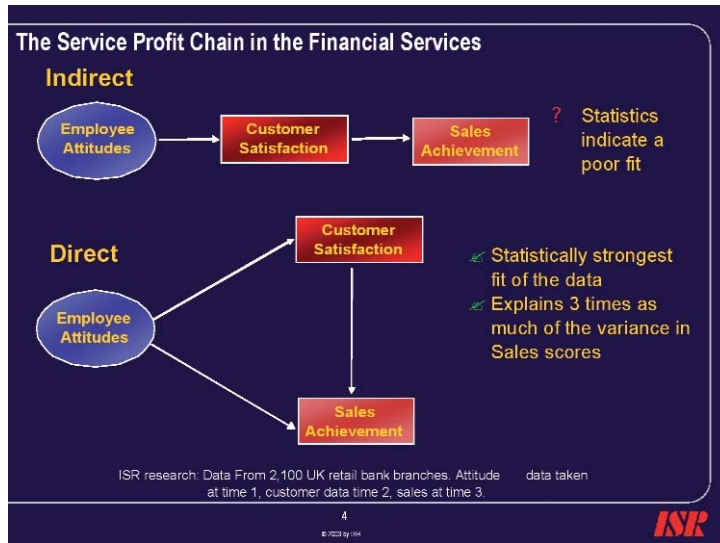 The Service Profit Chain in the Financial Services
Indirect
Employee
Attitudes
Customer
Satisfaction
Sales
Achievement
? Statistics
indicate a
poor fit
Direct
Employee
Attitudes
Customer
Satisfaction
Sales
Achievement
Statistically strongest
fit of the data
Explains 3 times as
much of the variance in
Sales scores
ISR research: Data From 2,100 UK retail bank branches. Attitude data taken
at time 1, customer data time 2, sales at time 3.
4
© 2003 by ISR
ISR